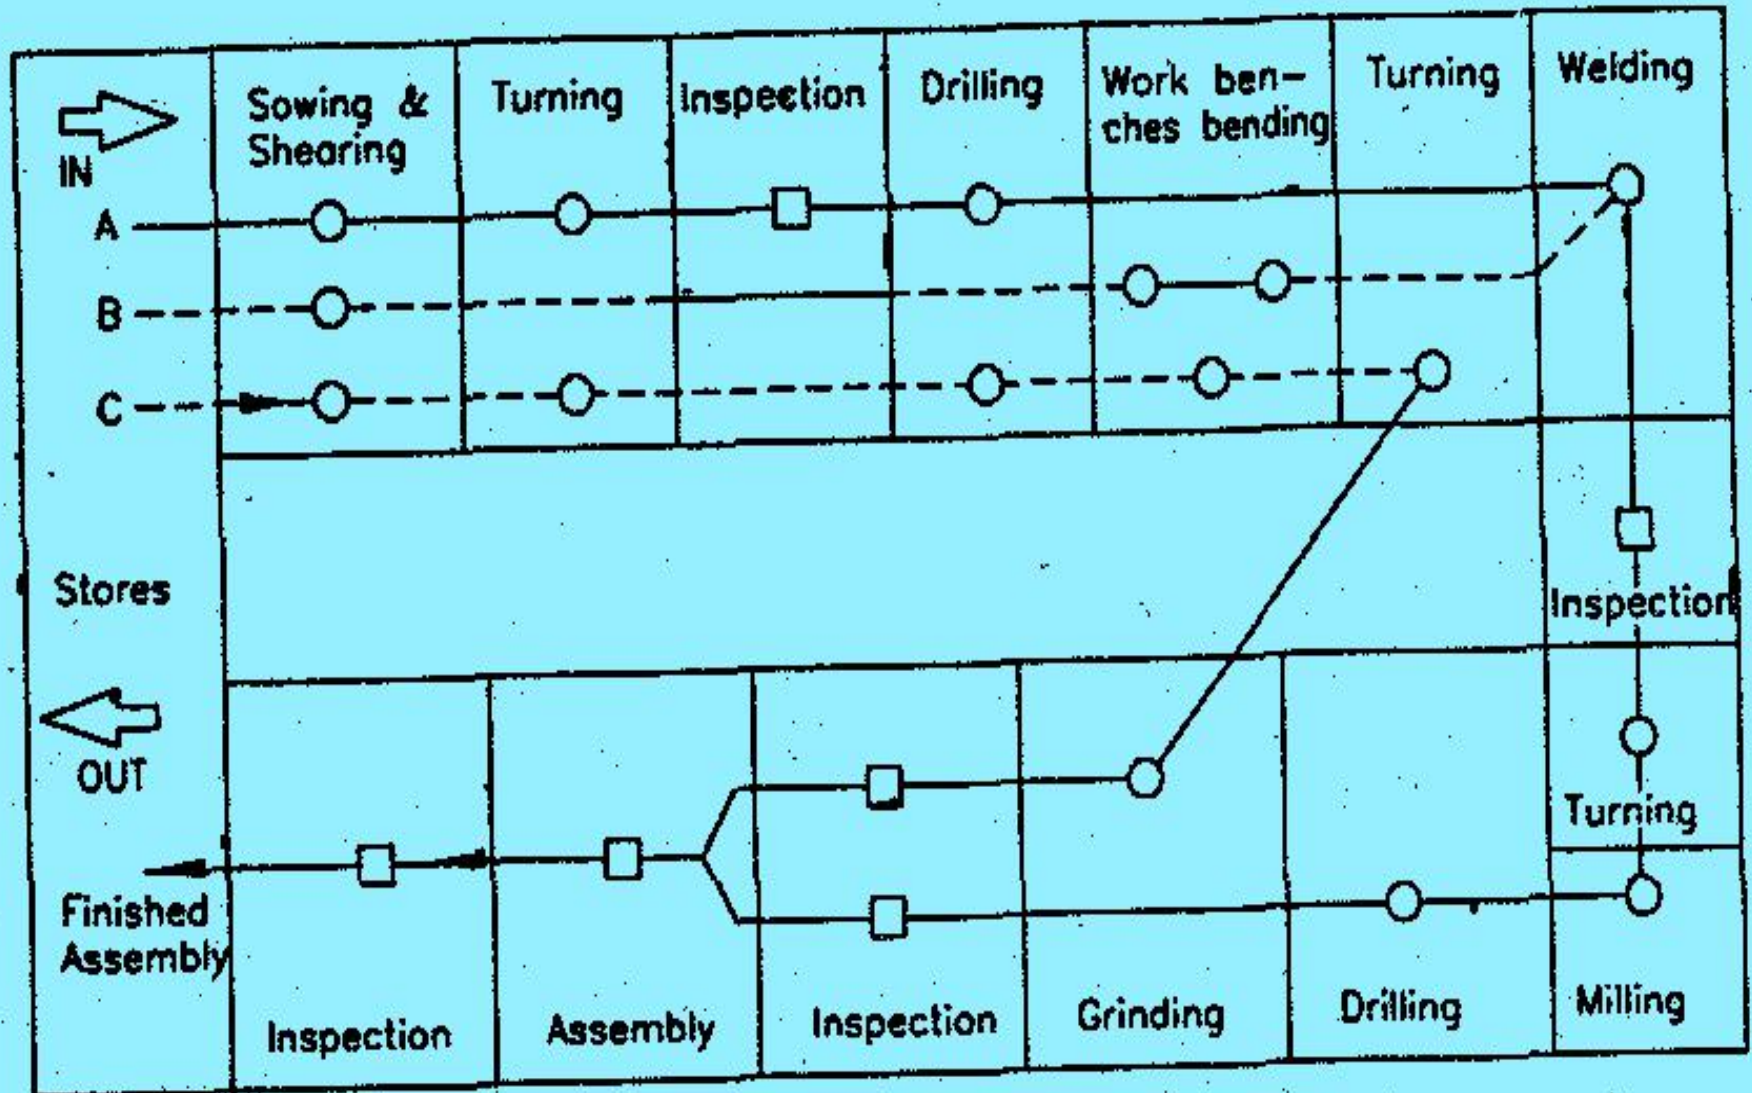 IN
Sowing &
Shearing
Turning
Inspection
Drilling
Work ben-
ches bending
Turning
Welding
A
B
C
Stores
Inspection
OUT
Turning
Finished
Assembly
Inspection
Assembly
Inspection
Grinding
Drilling
Milling